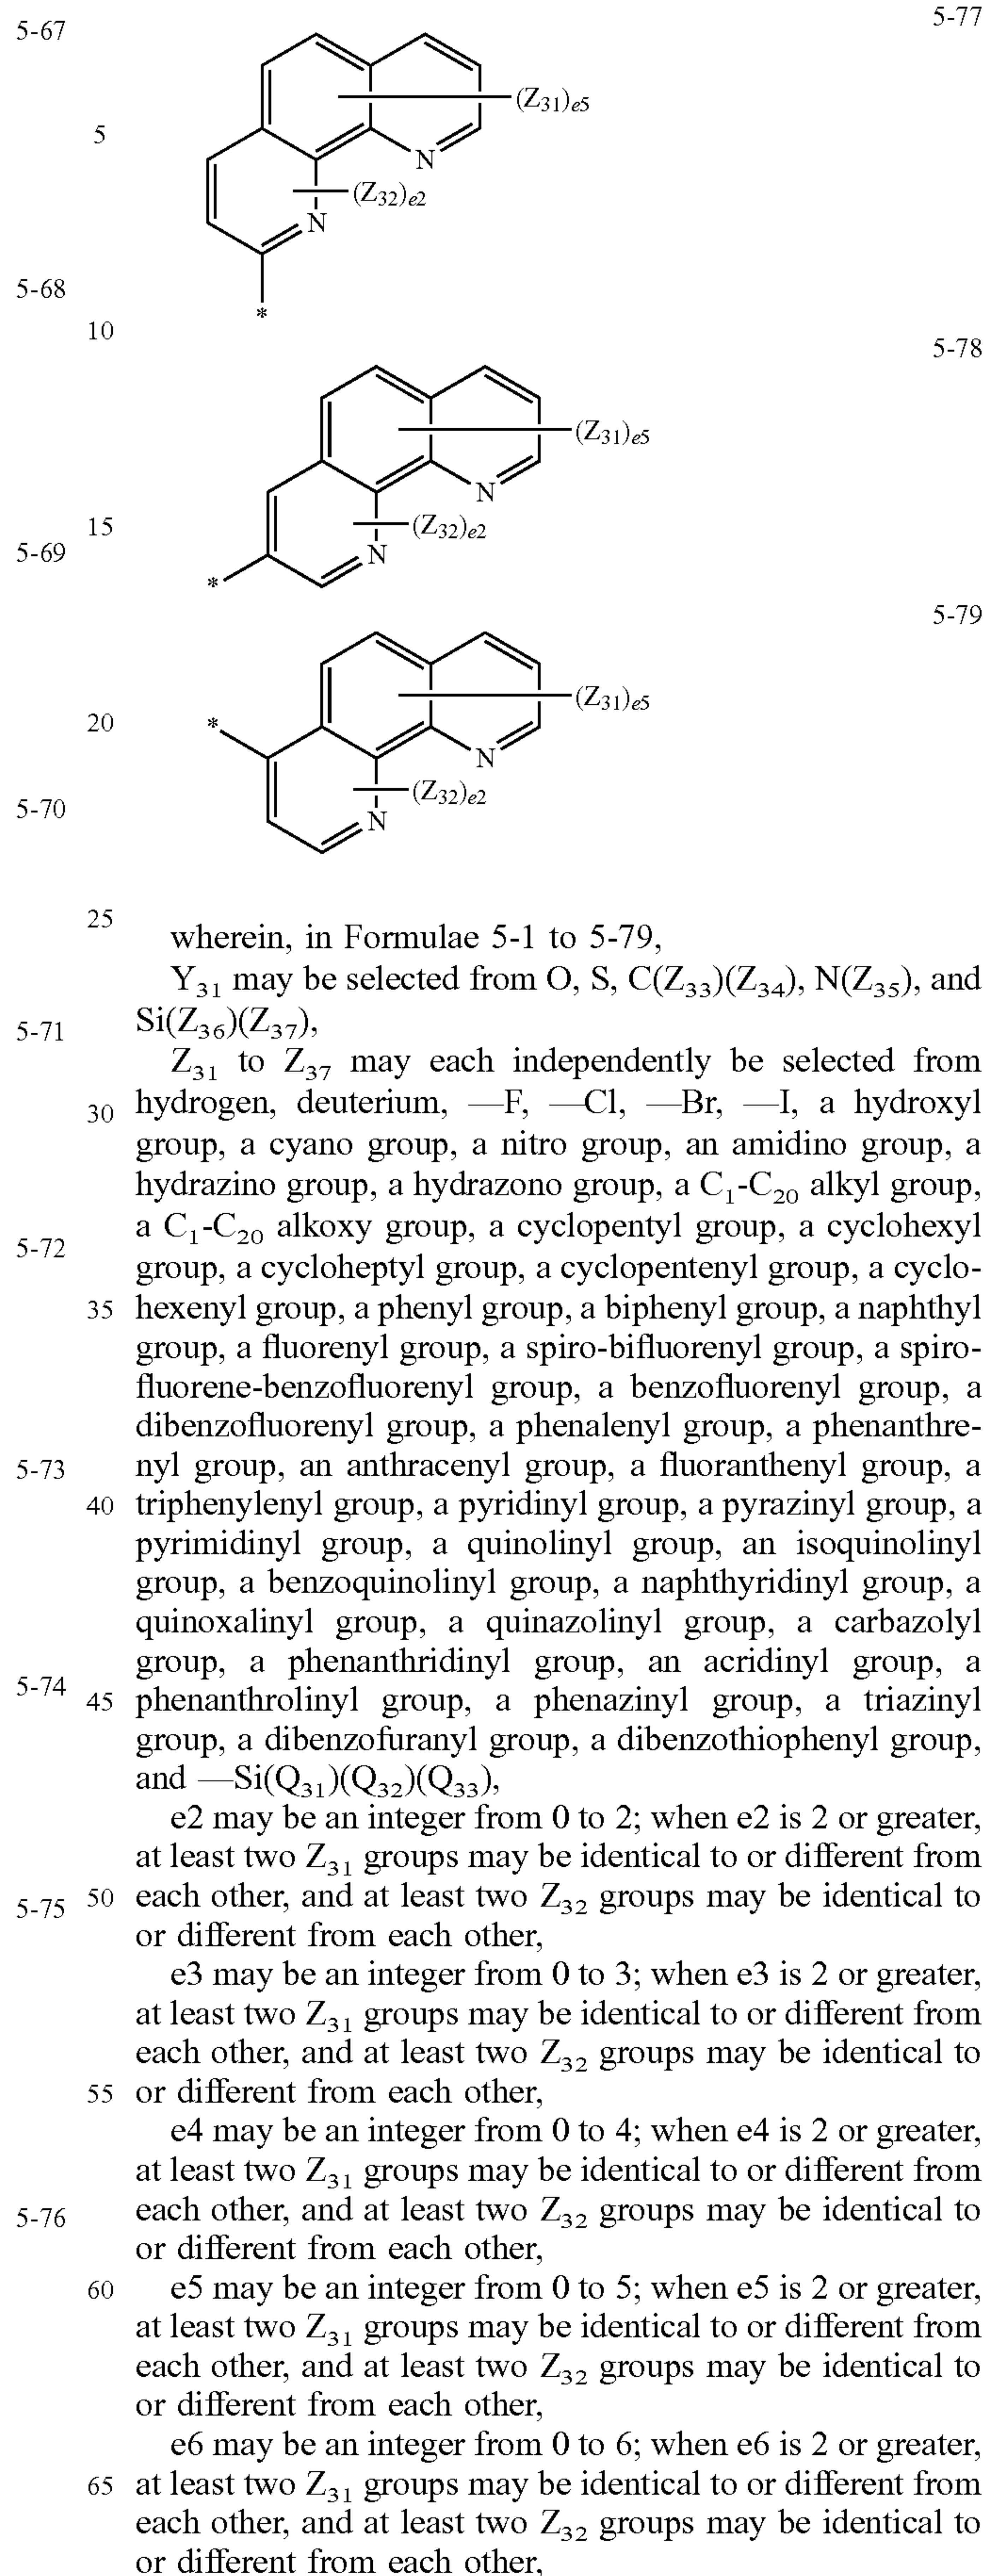 5-67
5-77
(Z31)e5
5
N
(Z32)e2
N
5-68
*
10
5-78
(Z31)e5
N
15
(Z32)e2
5-69
N
*
5-79
(Z31)e5
20
*
N
(Z32)e2
5-70
N
25
wherein, in Formulae 5-1 to 5-79,
Y31 may be selected from O, S, C(Z33)(Z34), N(Z35), and
5-71
Si(Z36)(Z37),
Z31 to Z37 may each independently be selected from
30 hydrogen, deuterium, —F, —Cl, —Br, —I, a hydroxyl
group, a cyano group, a nitro group, an amidino group, a
hydrazino group, a hydrazono group, a C1-C20 alkyl group,
a C1-C20 alkoxy group, a cyclopentyl group, a cyclohexyl
5-72
group, a cycloheptyl group, a cyclopentenyl group, a cyclo-
35 hexenyl group, a phenyl group, a biphenyl group, a naphthyl
group, a fluorenyl group, a spiro-bifluorenyl group, a spiro-
fluorene-benzofluorenyl group, a benzofluorenyl group, a
dibenzofluorenyl group, a phenalenyl group, a phenanthre-
5-73
nyl group, an anthracenyl group, a fluoranthenyl group, a
40 triphenylenyl group, a pyridinyl group, a pyrazinyl group, a
pyrimidinyl group, a quinolinyl group, an isoquinolinyl
group, a benzoquinolinyl group, a naphthyridinyl group, a
quinoxalinyl group, a quinazolinyl group, a carbazolyl
group, a phenanthridinyl group, an acridinyl group, a
5-74
45 phenanthrolinyl group, a phenazinyl group, a triazinyl
group, a dibenzofuranyl group, a dibenzothiophenyl group,
and —Si(Q31)(Q32)(Q33),
e2 may be an integer from 0 to 2; when e2 is 2 or greater,
at least two Z31 groups may be identical to or different from
5-75
50 each other, and at least two Z32 groups may be identical to
or different from each other,
e3 may be an integer from 0 to 3; when e3 is 2 or greater,
at least two Z31 groups may be identical to or different from
each other, and at least two Z32 groups may be identical to
55 or different from each other,
e4 may be an integer from 0 to 4; when e4 is 2 or greater,
at least two Z31 groups may be identical to or different from
5-76
each other, and at least two Z32 groups may be identical to
or different from each other,
60 e5 may be an integer from 0 to 5; when e5 is 2 or greater,
at least two Z31 groups may be identical to or different from
each other, and at least two Z32 groups may be identical to
or different from each other,
e6 may be an integer from 0 to 6; when e6 is 2 or greater,
65 at least two Z31 groups may be identical to or different from
each other, and at least two Z32 groups may be identical to
or different from each other,